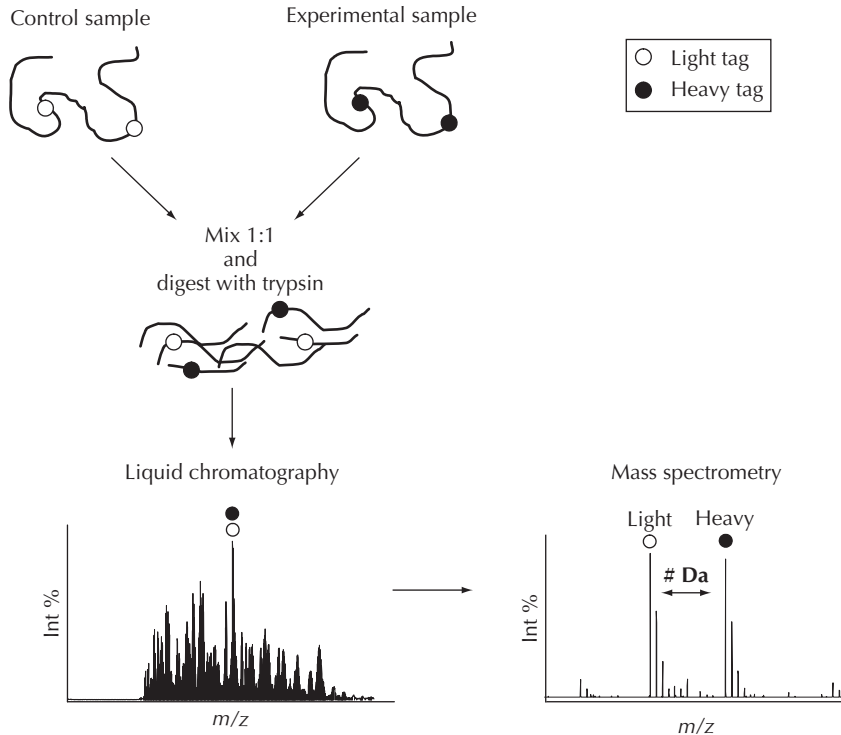 Control sample
Experimental sample
Light tag
Heavy tag
Mix 1:1
and
digest with trypsin
Liquid chromatography
Int %
m/z
Mass spectrometry
Light
Heavy
# Da
Int %
m/z